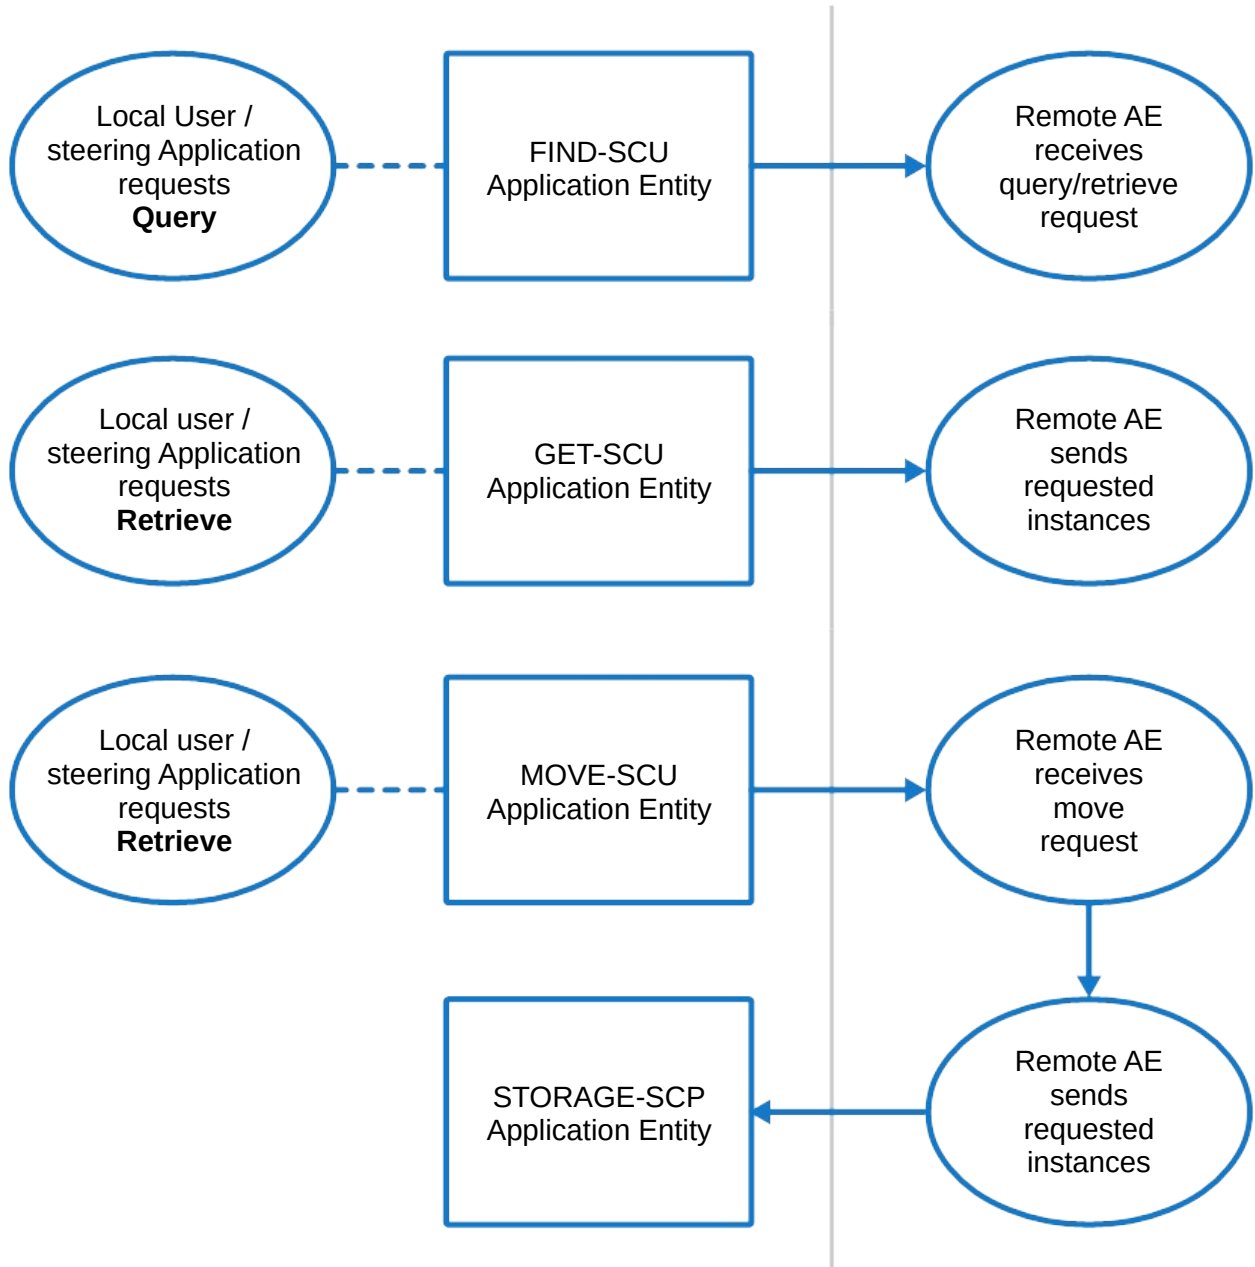 Local User /
steering Application
requests
Query
FIND-SCU
Application Entity
Remote AE
receives
query/retrieve
request
Local user /
steering Application
requests
Retrieve
GET-SCU
Application Entity
Remote AE
sends
requested
instances
Local user /
steering Application
requests
Retrieve
MOVE-SCU
Application Entity
Remote AE
receives
move
request
STORAGE-SCP
Application Entity
Remote AE
sends
requested
instances